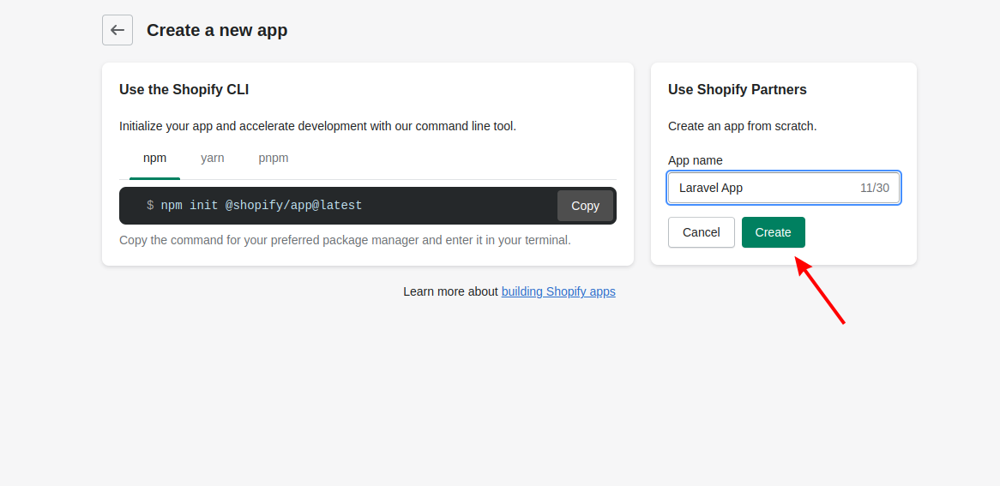 Create a new app
Use the Shopify CLI
Initialize your app and accelerate development with our command line tool.
npm yarn pnpm
$ npm init @shopify/app@latest Copy
Copy the command for your preferred package manager and enter it in your terminal.
Use Shopify Partners
Create an app from scratch.
App name
Laravel App 11/30
Cancel Create
Learn more about building Shopify apps